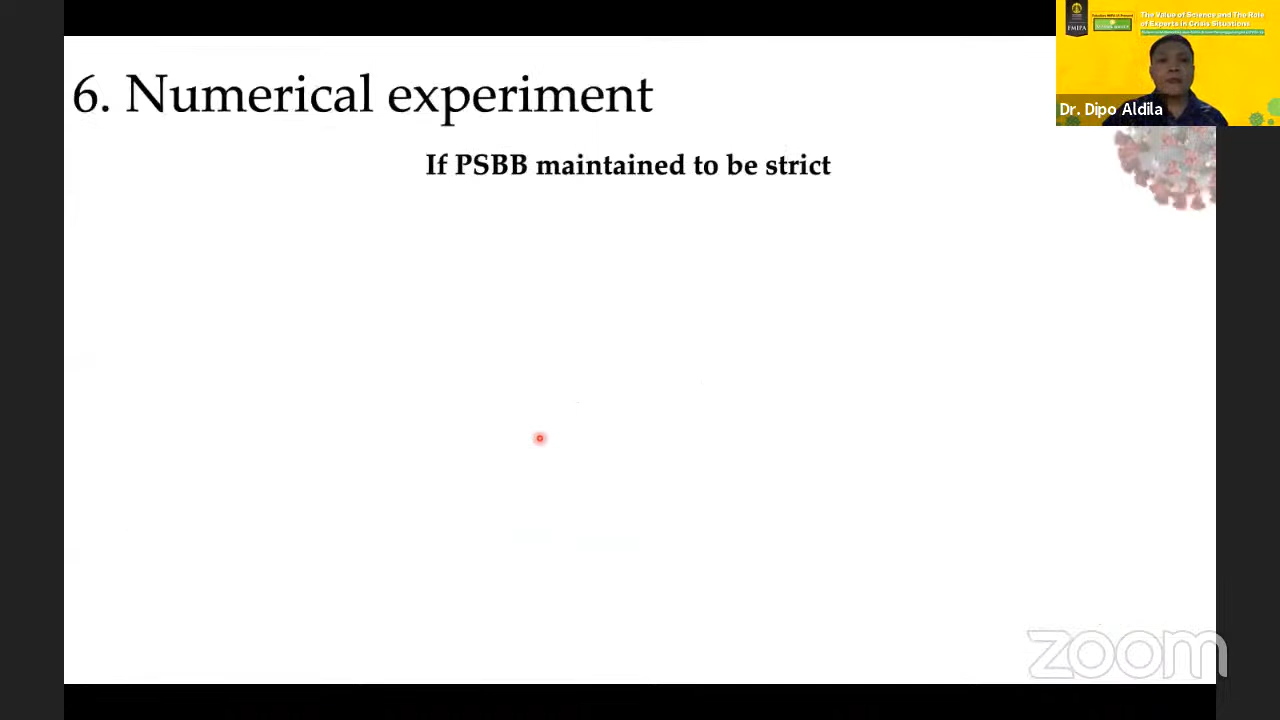 6. Numerical experiment
If PSBB maintained to be strict
FMIPA
The Value of Science and The Role
of Experts in Crisis Situations
Dr. Dipo Aldila
zoom